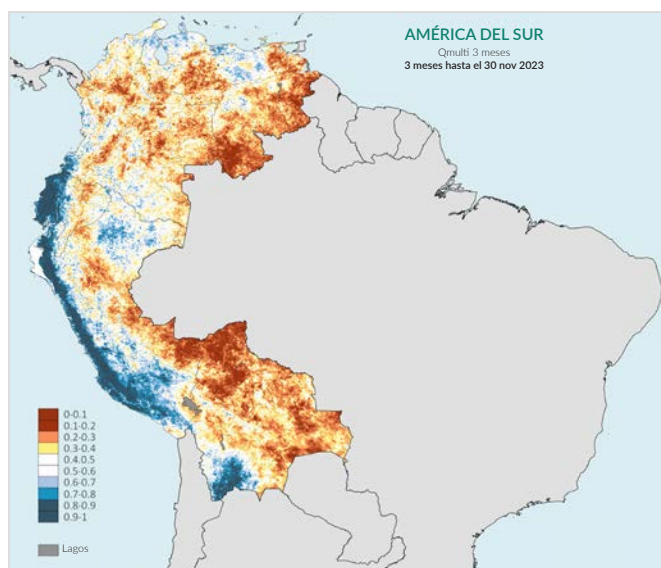 AMÉRICA DEL SUR
Qmulti 3 meses
3 meses hasta el 30 nov 2023
0-0.1
0.1-0.2
0.2-0.3
0.3-0.4
0.4-0.5
0.5-0.6
0.6-0.7
0.7-0.8
0.8-0.9
0.9-1
Lagos